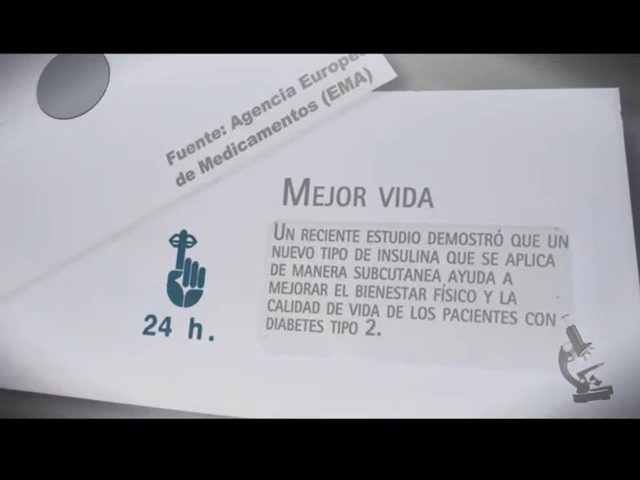 Fuente: Agencia Europea
de Medicamentos (EMA)
MEJOR VIDA
UN RECIENTE ESTUDIO DEMOSTRÓ QUE UN
NUEVO TIPO DE INSULINA QUE SE APLICA
DE MANERA SUBCUTANEA AYUDA A
MEJORAR EL BIENESTAR FÍSICO Y LA
CALIDAD DE VIDA DE LOS PACIENTES CON
DIABETES TIPO 2.
24 h.